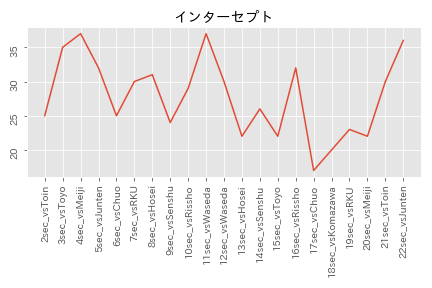 インターセプト
35
30
25
20
2sec_vsToin
3sec_vsToyo
4sec_vsMeiji
5sec_vsJunten
6sec_vsChuo
7sec_vsRKU
8sec_vsHosei
9sec_vsSenshu
10sec_vsRissho
11sec_vsWaseda
12sec_vsWaseda
13sec_vsHosei
14sec_vsSenshu
15sec_vsToyo
16sec_vsRissho
17sec_vsChuo
18sec_vsKomazawa
19sec_vsRKU
20sec_vsMeiji
21sec_vsToin
22sec_vsJunten